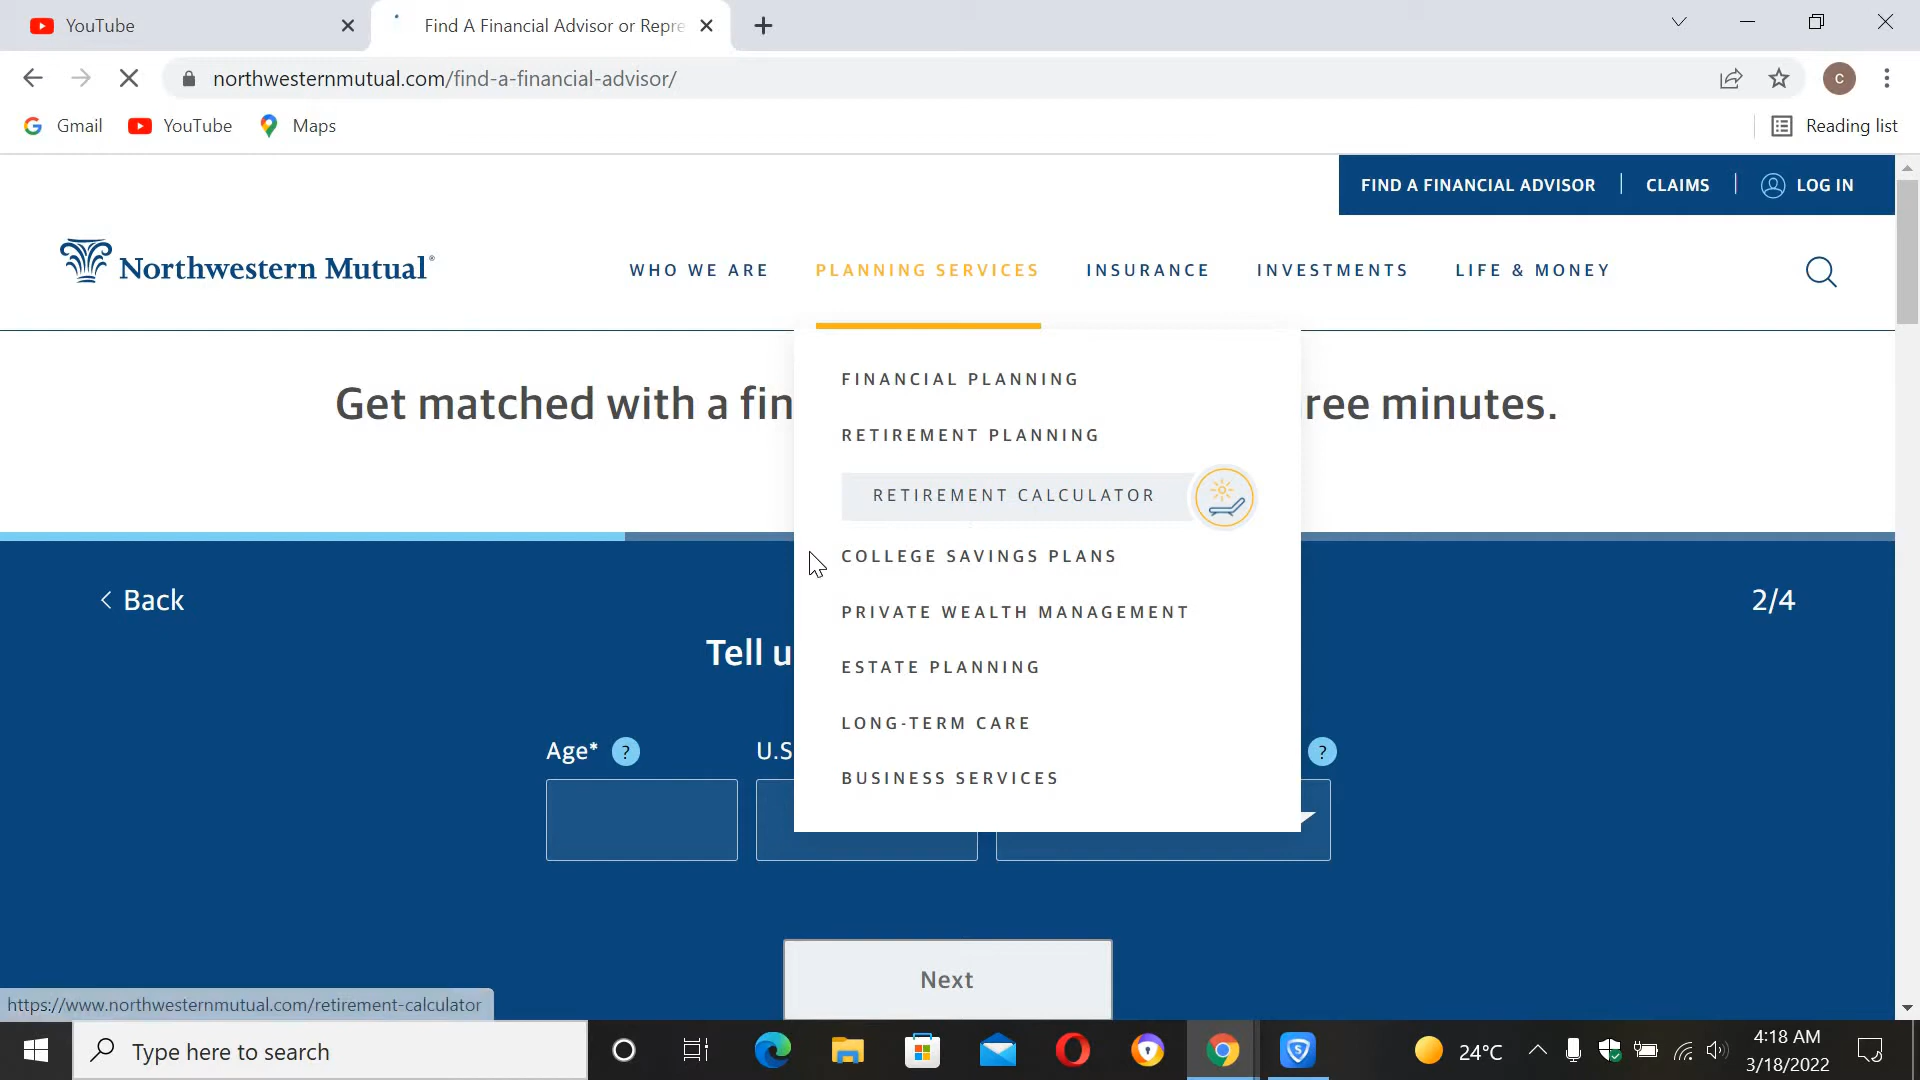 YouTube
Find A Financial Advisor or Repre
northwesternmutual.com/find-a-financial-advisor/
c
Gmail
YouTube
Maps
Reading list
FIND A FINANCIAL ADVISOR
CLAIMS
LOG IN
Northwestern Mutual®
WHO WE ARE
PLANNING SERVICES
INSURANCE
INVESTMENTS
LIFE & MONEY
FINANCIAL PLANNING
RETIREMENT PLANNING
RETIREMENT CALCULATOR
COLLEGE SAVINGS PLANS
PRIVATE WEALTH MANAGEMENT
ESTATE PLANNING
LONG-TERM CARE
BUSINESS SERVICES
Get matched with a fin
ree minutes.
< Back
2/4
Tell u
Age* ?
U.S
?
Next
https://www.northwesternmutual.com/retirement-calculator
Type here to search
24°C
4:18 AM
3/18/2022